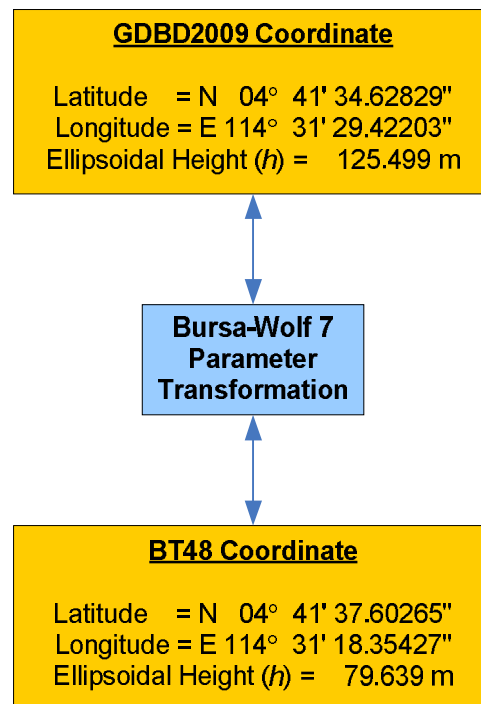 GDBD2009 Coordinate
Latitude = N 04° 41' 34.62829"
Longitude = E 114° 31' 29.42203"
Ellipsoidal Height (h) = 125.499 m
Bursa-Wolf 7
Parameter
Transformation
BT48 Coordinate
Latitude = N 04° 41' 37.60265"
Longitude = E 114° 31' 18.35427"
Ellipsoidal Height (h) = 79.639 m